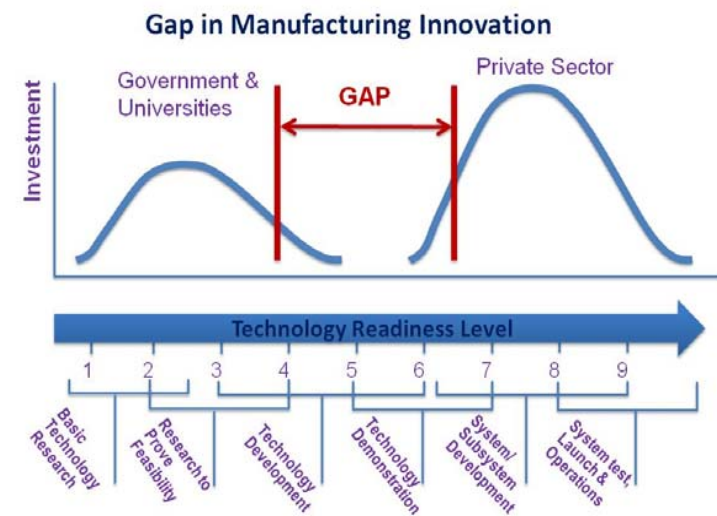 Gap in Manufacturing Innovation
Government &
Universities
Private Sector
GAP
Investment
Technology Readiness Level
1 2 3 4 5 6 7 8 9
Basic
Technology
Research
Research to
Prove
Feasibility
Technology
Development
Technology
Demonstration
System/
Subsystem
Development
System test,
Launch &
Operations